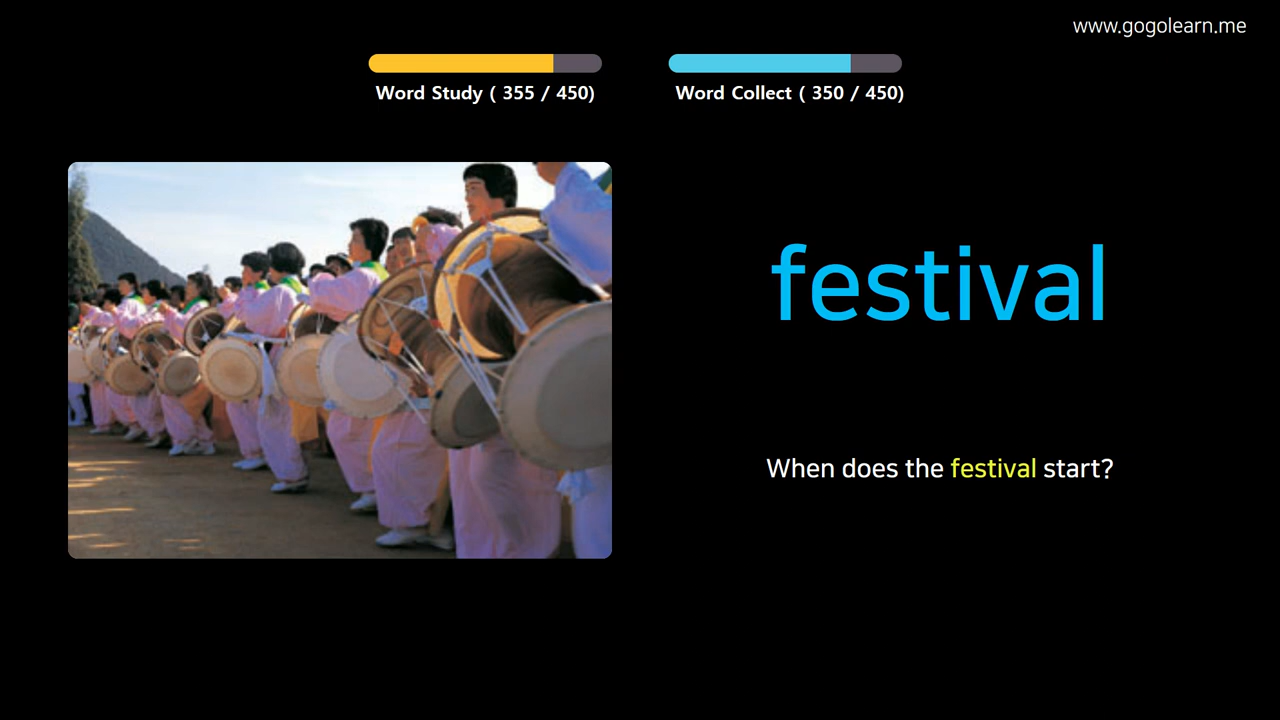 www.gogolearn.me
Word Study ( 355 / 450)
Word Collect ( 350 / 450)
festival
When does the festival start?